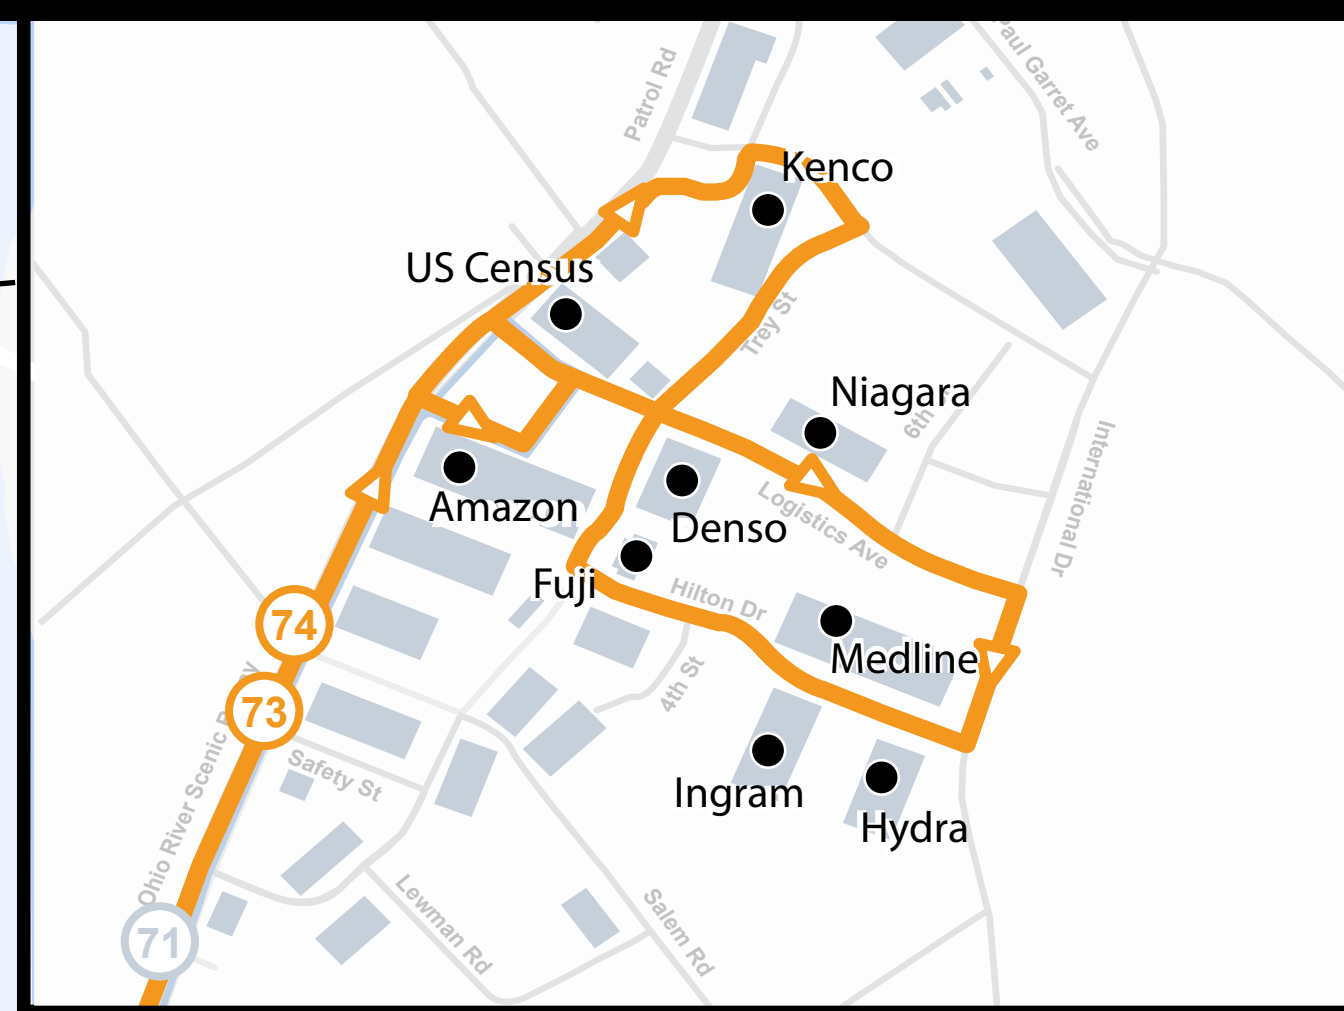 Patrol Rd
Paul Garret Ave
Kenco
US Census
Trey St
Niagara
6th
International Dr
Amazon
Denso
Logistics Ave
Fuji
Hilton Dr
74
Medline
4th St
73
Ohio River Scenic
Safety St
Ingram
Hydra
71
Lewman Rd
Salem Rd